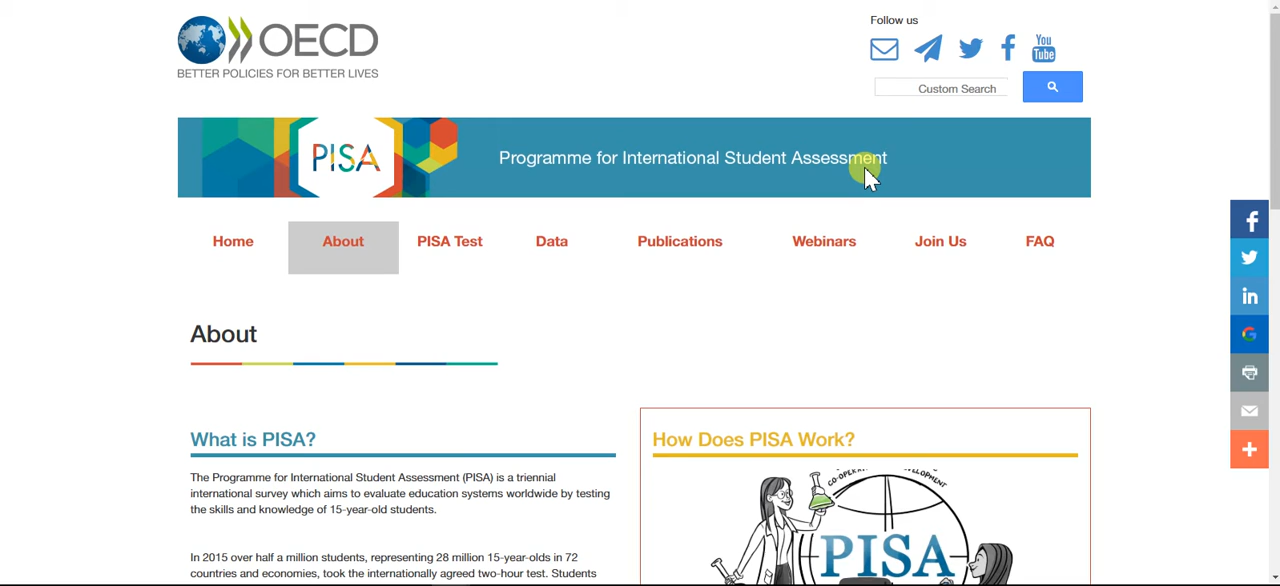 OECD
BETTER POLICIES FOR BETTER LIVES
Follow us
You
Tube
Custom Search
PISA
Programme for International Student Assessment
Home
About
PISA Test
Data
Publications
Webinars
Join Us
FAQ
About
What is PISA?
The Programme for International Student Assessment (PISA) is a triennial
international survey which aims to evaluate education systems worldwide by testing
the skills and knowledge of 15-year-old students.
In 2015 over half a million students, representing 28 million 15-year-olds in 72
countries and economies, took the internationally agreed two-hour test. Students
How Does PISA Work?
PISA